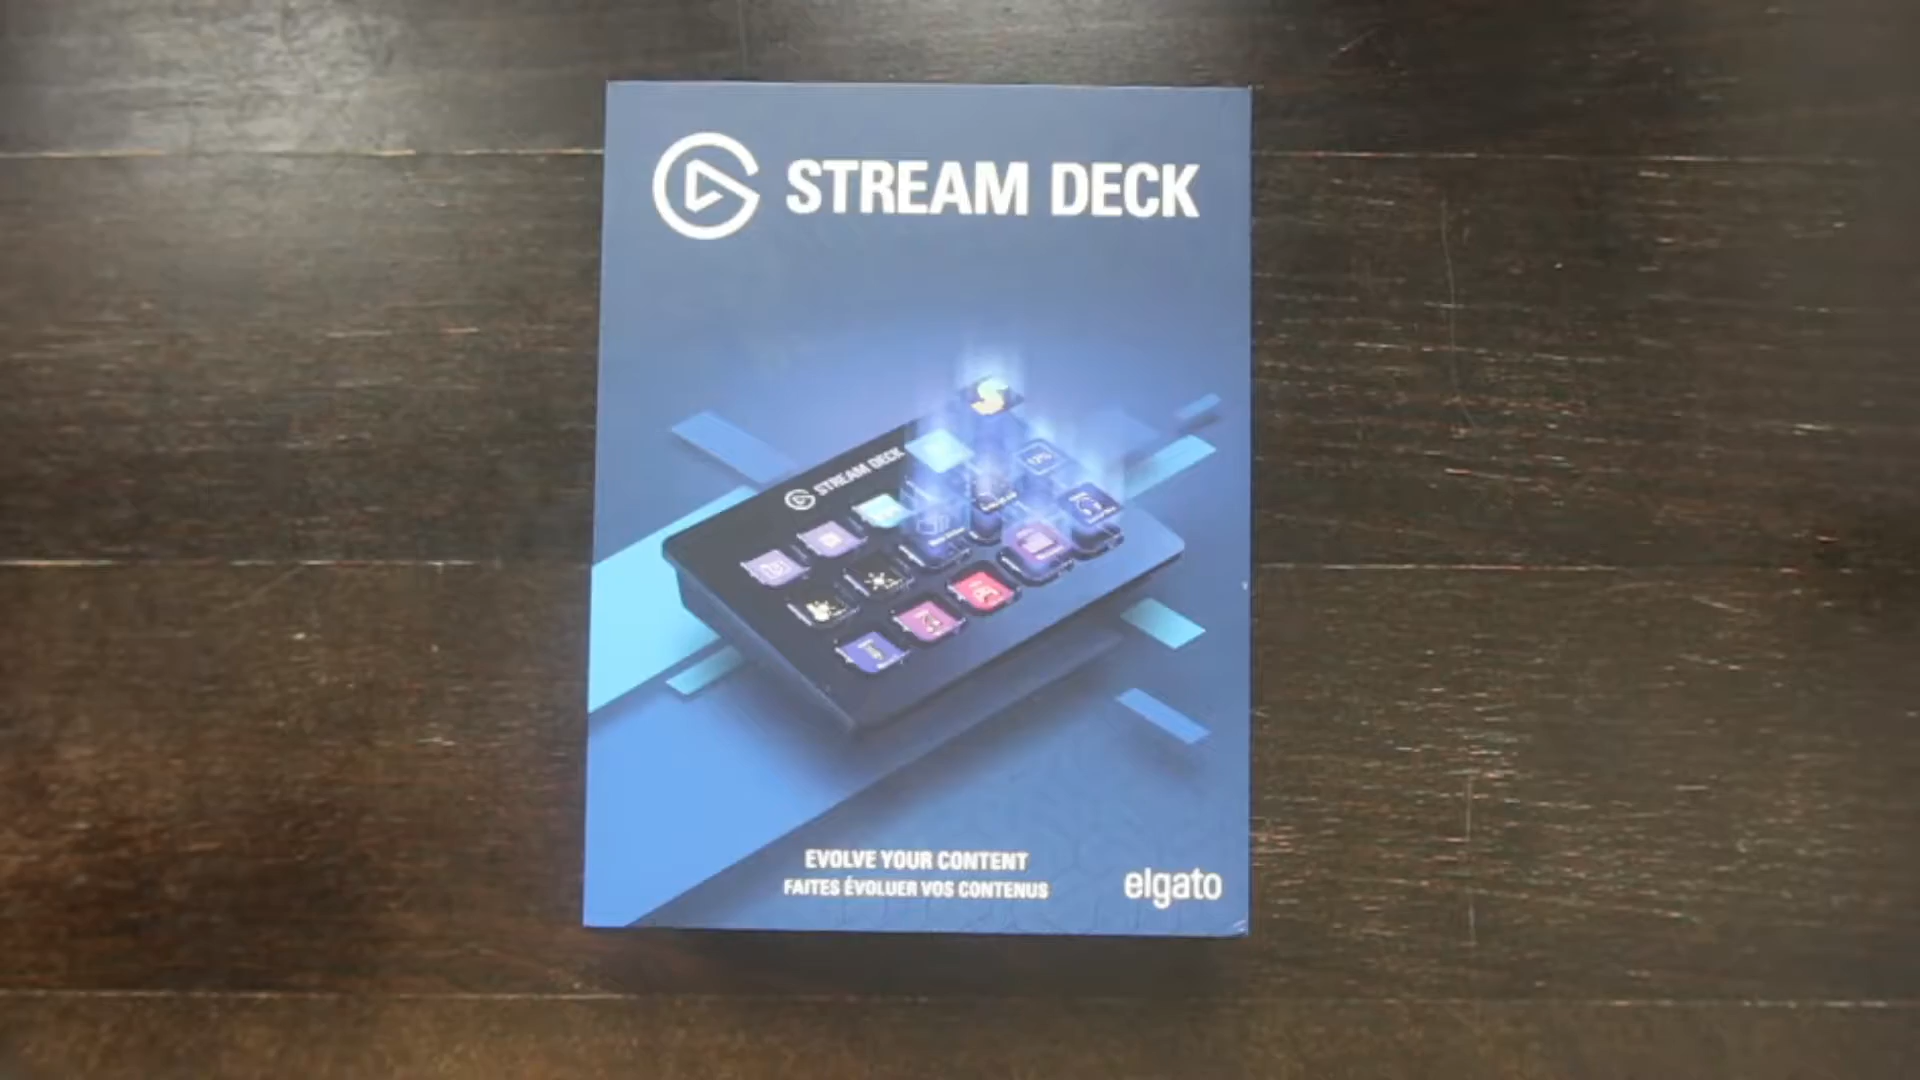 STREAM DECK
STREAM DECK
EVOLVE YOUR CONTENT
FAITES ÉVOLUER VOS CONTENUS
elgato